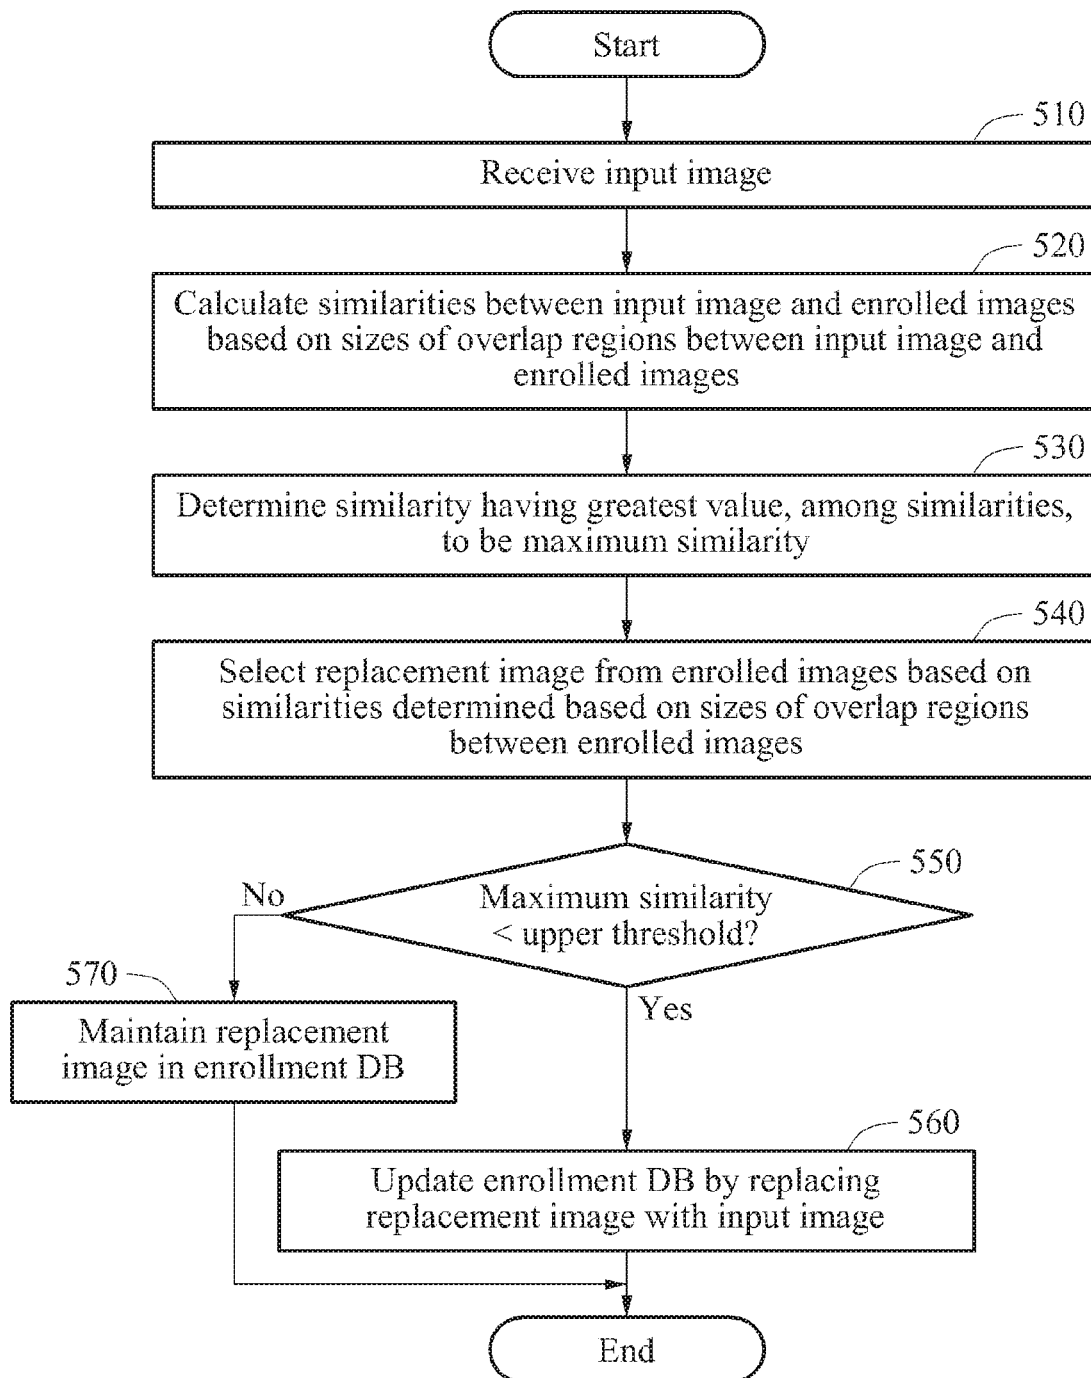 Start
510
Receive input image
520
Calculate similarities between input image and enrolled images
based on sizes of overlap regions between input image and
enrolled images
530
Determine similarity having greatest value, among similarities,
to be maximum similarity
540
Select replacement image from enrolled images based on
similarities determined based on sizes of overlap regions
between enrolled images
550
Maximum similarity
< upper threshold?
No
Yes
570
Maintain replacement
image in enrollment DB
560
Update enrollment DB by replacing
replacement image with input image
End